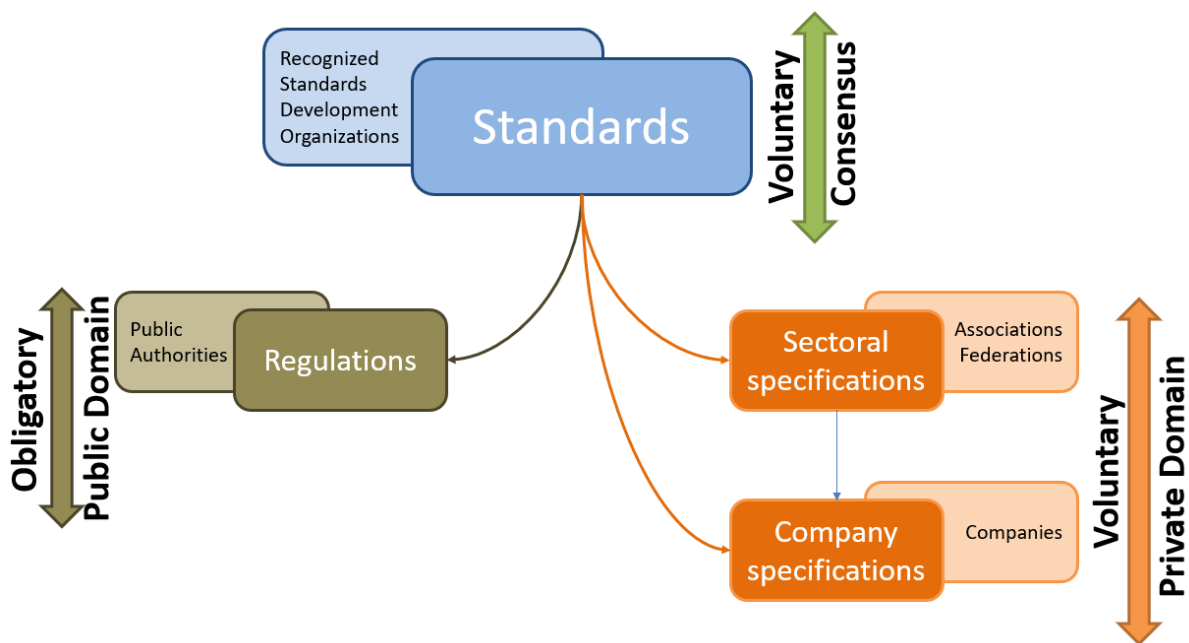 Recognized
Standards
Development
Organizations
Standards
Voluntary
Consensus
Obligatory
Public Domain
Public
Authorities
Regulations
Sectoral
specifications
Associations
Federations
Company
specifications
Companies
Voluntary
Private Domain